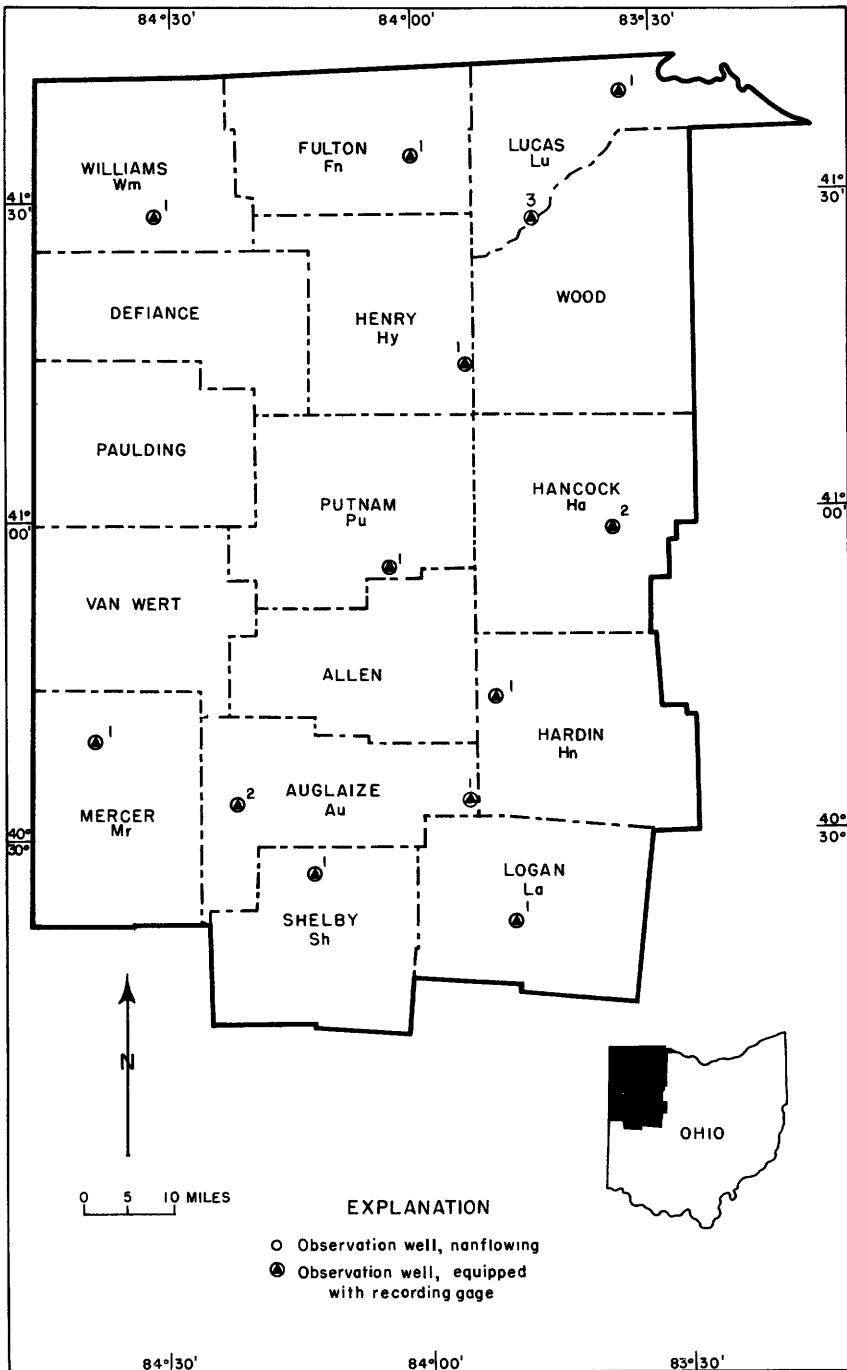 84°30' 84°00' 83°30'
1
FULTON
Fn
1
LUCAS
Lu
WILLIAMS
Wm
1
41°
30'
41°
30'
3
DEFIANCE
HENRY
Hy
1
WOOD
PAULDING
PUTNAM
Pu
1
HANCOCK
Ha
2
41°
00'
41°
00'
VAN WERT
ALLEN
1
HARDIN
Hn
1
MERCER
Mr
2
AUGLAIZE
Au
1
40°
30'
40°
30'
1
SHELBY
Sh
LOGAN
La
1
N
OHIO
0 5 10 MILES
EXPLANATION
Observation well, nanflowing
Observation well, equipped
with recording gage
84°30' 84°00' 83°30'